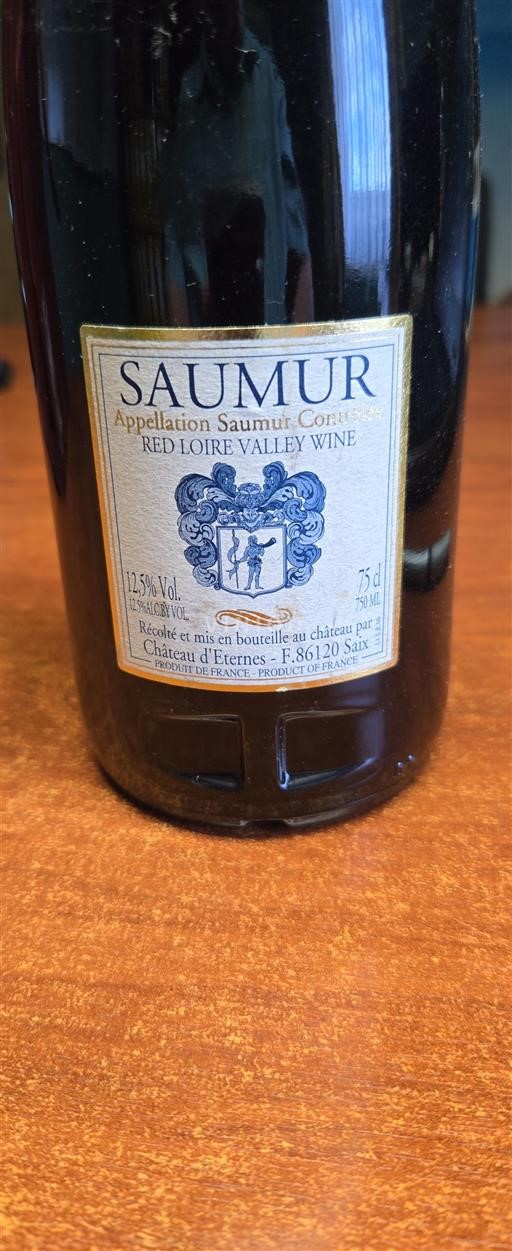 SAUMUR
Appellation Saumur Contrôlée
RED LOIRE VALLEY WINE
12,5% Vol.
12.5%ALC.BY VOL.
75 cl
750 ML
Récolté et mis en bouteille au château par
Château d'Eternes - F.86120 Saix
PRODUIT DE FRANCE - PRODUCT OF FRANCE